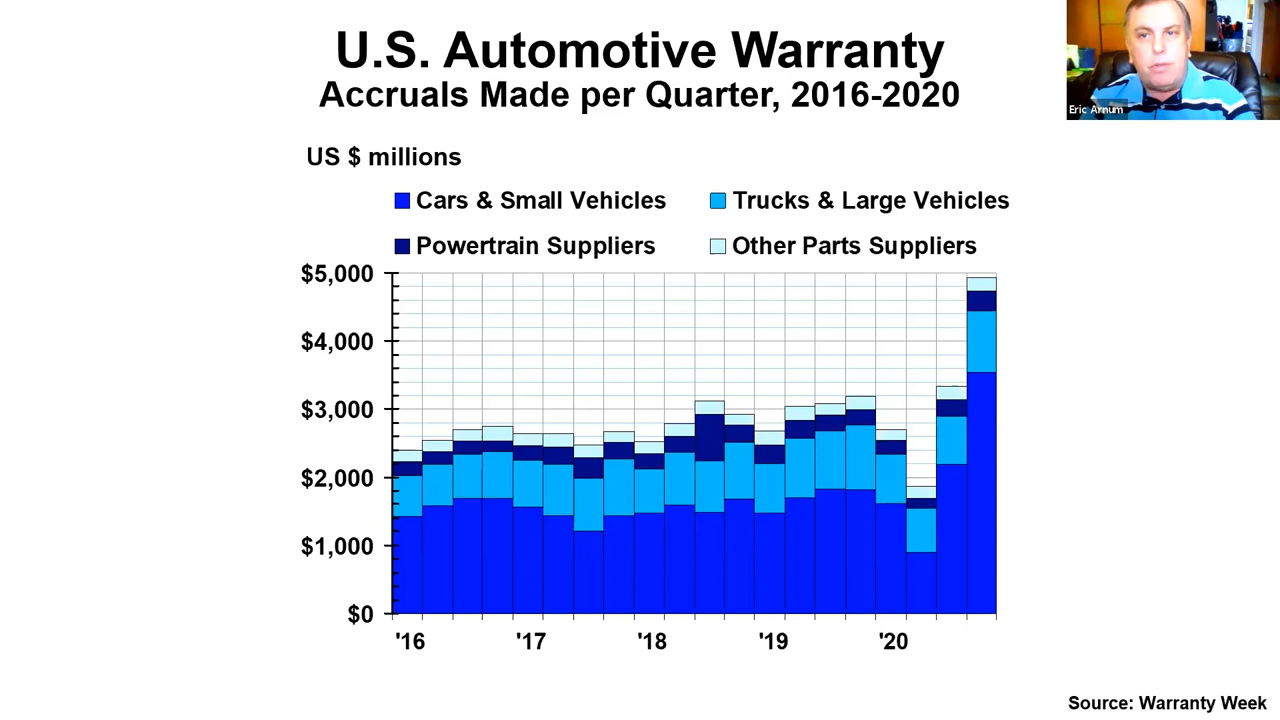 U.S. Automotive Warranty
Accruals Made per Quarter, 2016-2020
Eric Arnum
US $ millions
Cars & Small Vehicles
Trucks & Large Vehicles
Powertrain Suppliers
Other Parts Suppliers
$5,000
$4,000
$3,000
$2,000
$1,000
$0
'16
'17
'18
'19
'20
Source: Warranty Week